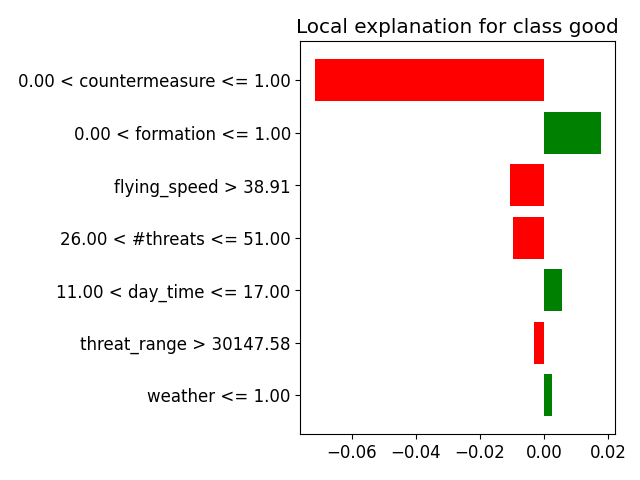 Local explanation for class good
0.00 < countermeasure <= 1.00
0.00 < formation <= 1.00
flying_speed > 38.91
26.00 < #threats <= 51.00
11.00 < day_time <= 17.00
threat_range > 30147.58
weather <= 1.00
−0.06 −0.04 −0.02 0.00 0.02